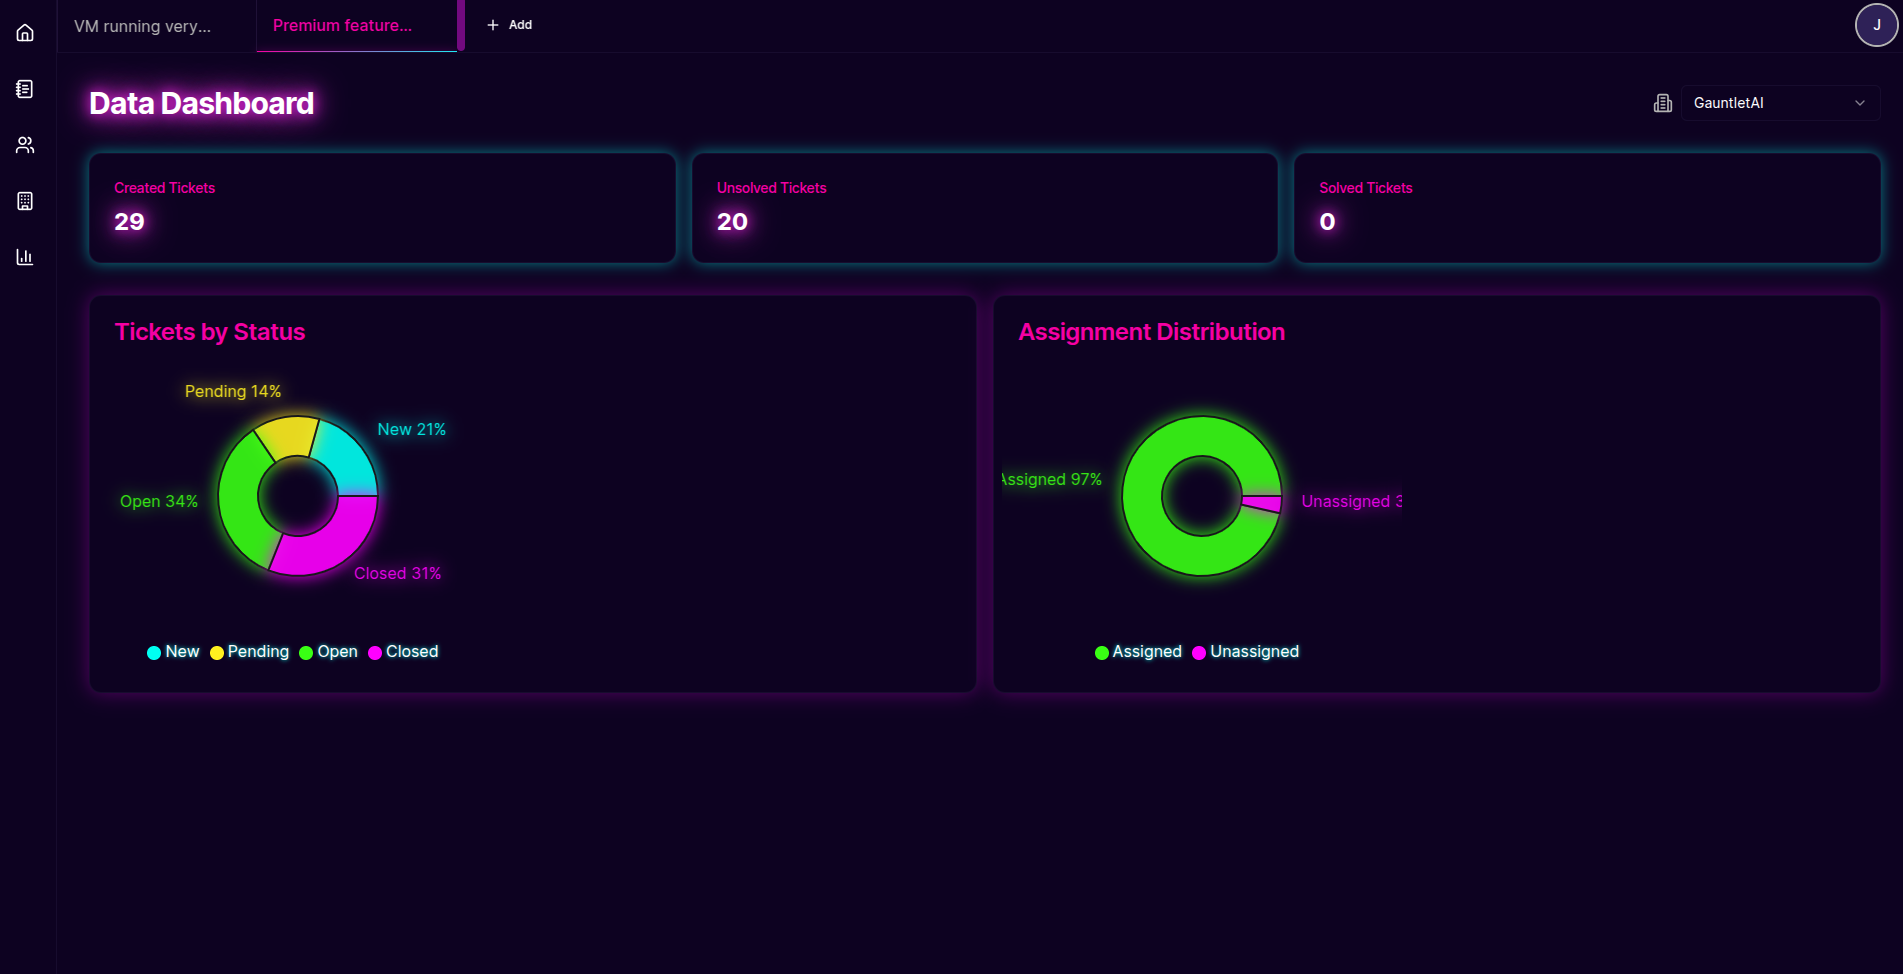 VM running very...
Premium feature...
Add
J
Data Dashboard
GauntletAI
Created Tickets
29
Unsolved Tickets
20
Solved Tickets
0
Tickets by Status
Pending 14%
New 21%
Open 34%
Closed 31%
New Pending Open Closed
Assignment Distribution
Assigned 97%
Unassigned 3
Assigned Unassigned